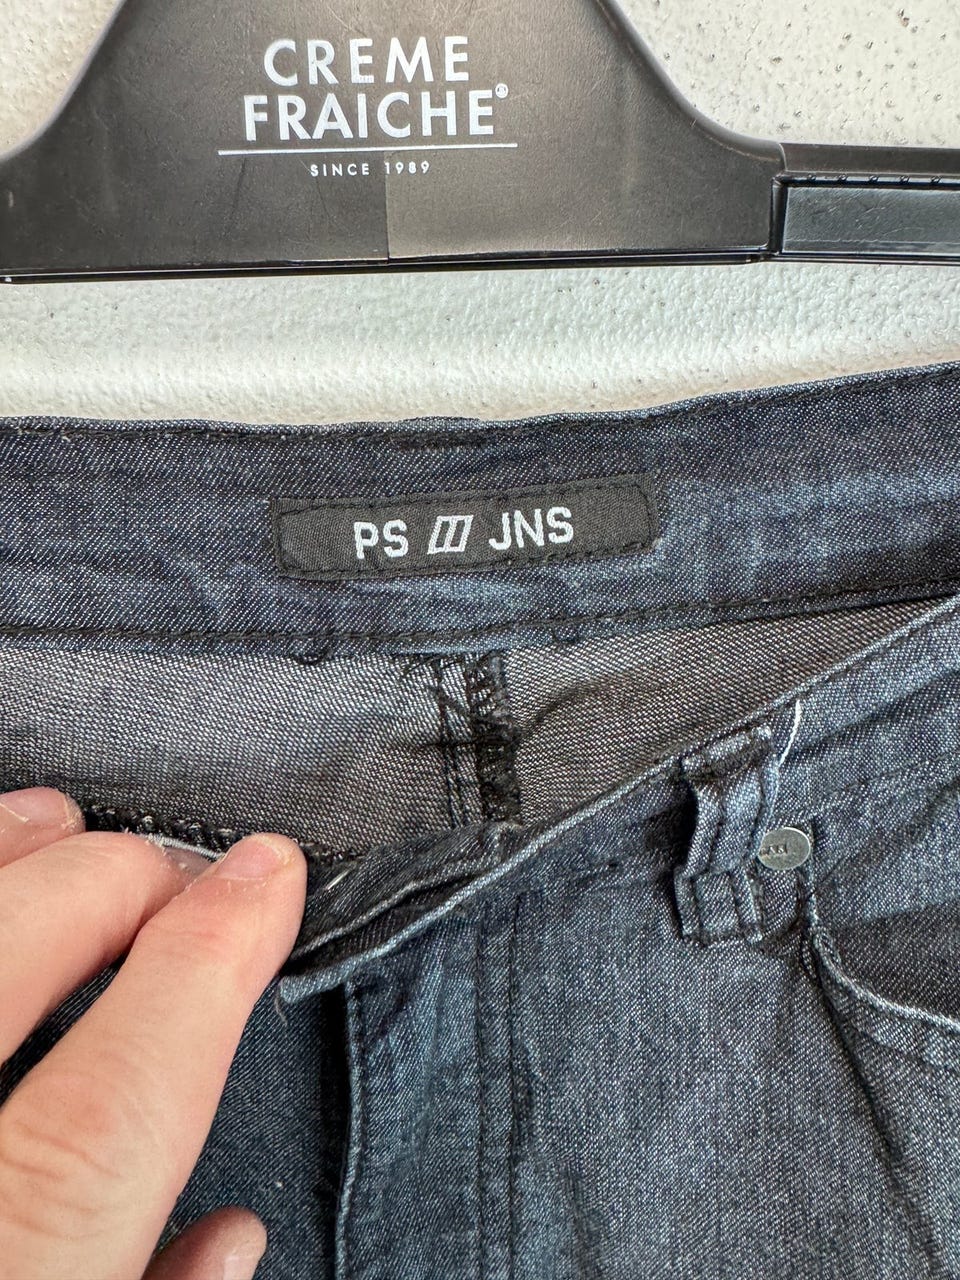 CREME
FRAICHE®
SINCE 1989
PS JNS